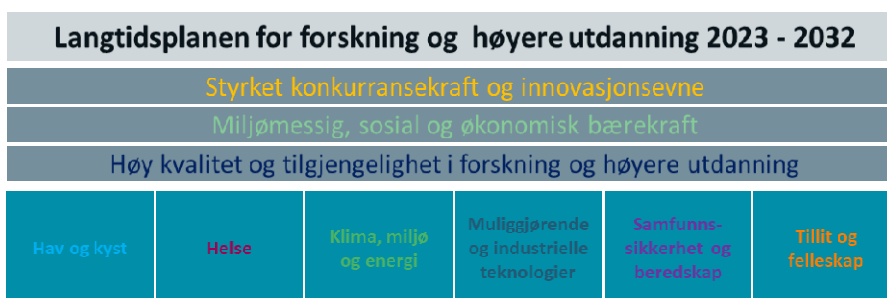 Langtidsplanen for forskning og høyere utdanning 2023 - 2032
Styrket konkurransekraft og innovasjonsevne
Miljømessig, sosial og økonomisk bærekraft
Høy kvalitet og tilgjengelighet i forskning og høyere utdanning
Hav og kyst
Helse
Klima, miljø
og energi
Muliggjørende
og industrielle
teknologier
Samfunns-
sikkerhet og
beredskap
Tillit og
felleskap